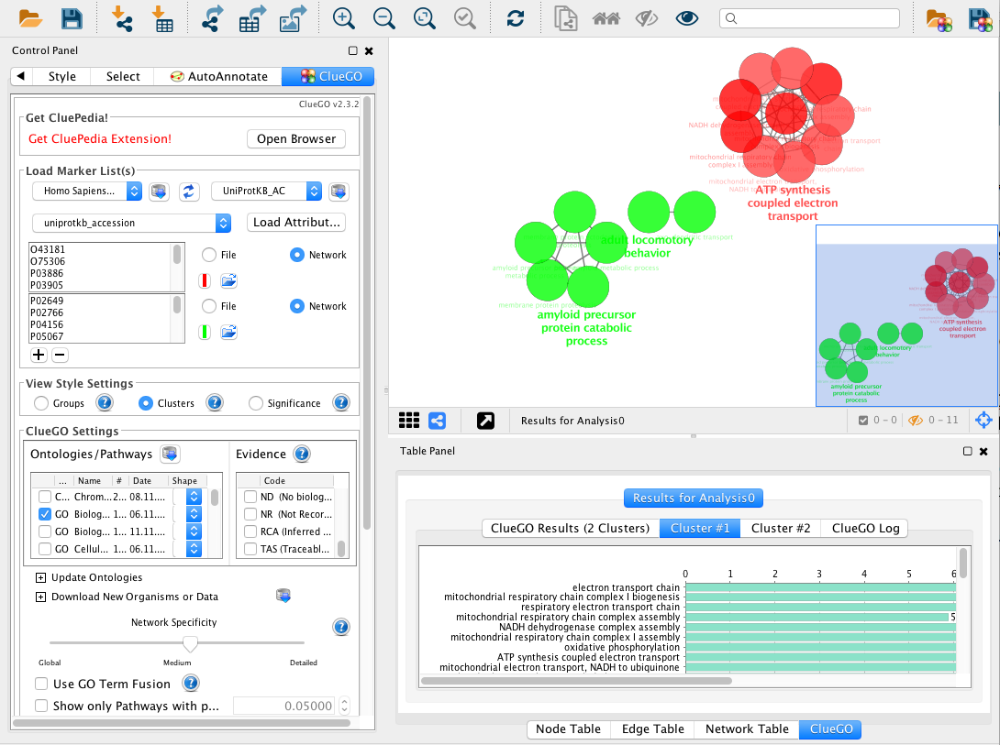 Control Panel
Style
Select
AutoAnnotate
ClueGO
ClueGO v2.3.2
Get CluePedia!
Get CluePedia Extension!
Open Browser
Load Marker List(s)
Homo Sapiens...
UniProtKB_AC
uniprotkb_accession
Load Attribut...
O43181
O75306
P03886
P03905
File
Network
P02649
P02766
P04156
P05067
File
Network
View Style Settings
Groups
Clusters
Significance
ClueGO Settings
Ontologies/Pathways
Evidence
... Name # Date Shape
Code
C... Chrom... 2... 08.11....
GO Biolog... 1... 06.11....
GO Biolog... 1... 11.11....
GO Cellul... 1... 06.11....
ND (No biolog...
NR (Not Recor...
RCA (Inferred ...
TAS (Traceabl...
Update Ontologies
Download New Organisms or Data
Network Specificity
Global
Medium
Detailed
Use GO Term Fusion
Show only Pathways with p...
0.05000
mitochondrial respiratory chain
complex I assembly
ATP synthesis
coupled electron
transport
adult locomotory
behavior
amyloid precursor
protein catabolic
process
ATP synthesis
coupled electron
transport
adult locomotory
behavior
amyloid precursor
protein catabolic
process
Results for Analysis0
0 - 0
0 - 11
Table Panel
Results for Analysis0
ClueGO Results (2 Clusters)
Cluster #1
Cluster #2
ClueGO Log
0 1 2 3 4 5 6
electron transport chain
mitochondrial respiratory chain complex I biogenesis
respiratory electron transport chain
mitochondrial respiratory chain complex assembly
5
NADH dehydrogenase complex assembly
mitochondrial respiratory chain complex I assembly
oxidative phosphorylation
ATP synthesis coupled electron transport
mitochondrial electron transport, NADH to ubiquinone
Node Table
Edge Table
Network Table
ClueGO